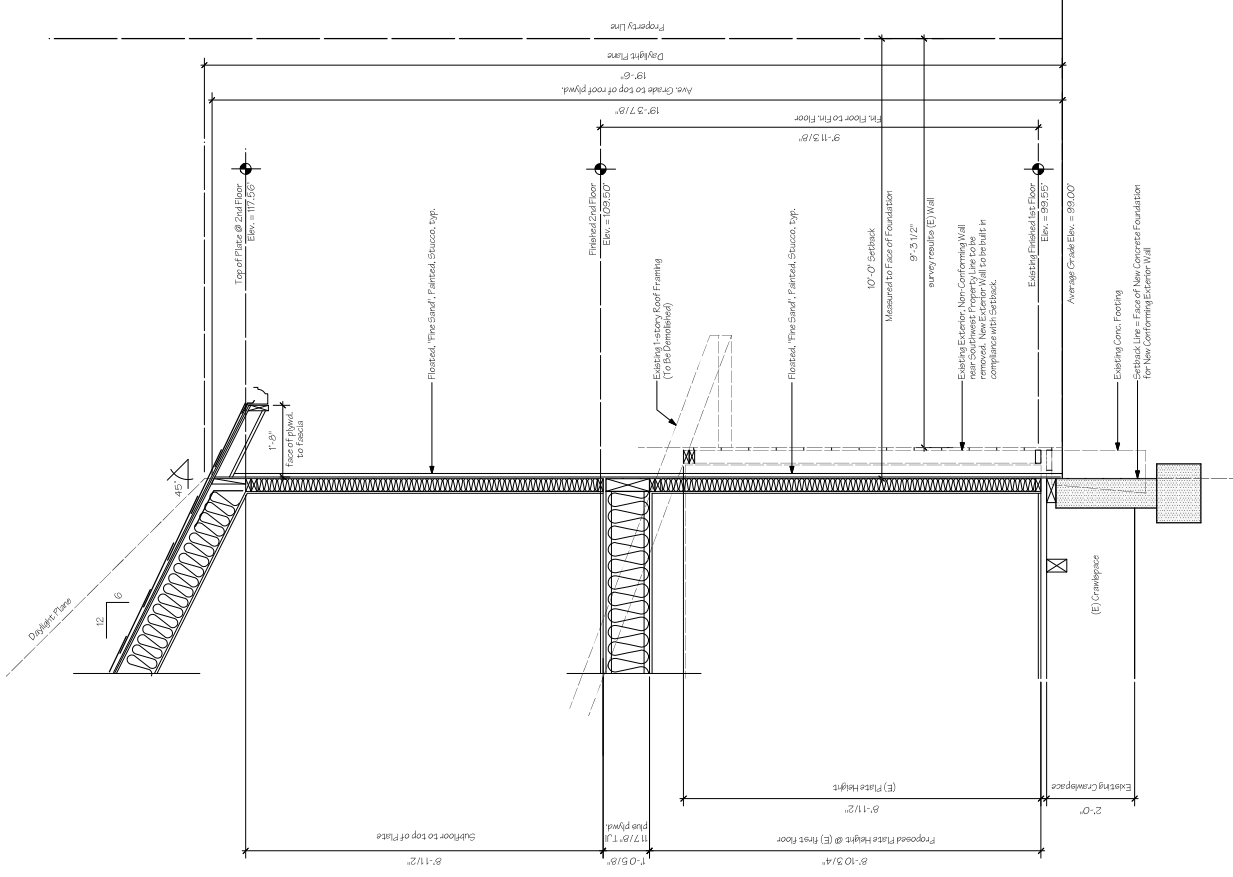 Property Line
Daylight Plane
19'-6"
Ave. Grade to top of roof plywd.
19'-3 7/8"
Fin. Floor to Fin. Floor
9'-11 3/8"
Top of Plate @ 2nd Floor
Elev. = 117.56'
Finished 2nd Floor
Elev. = 109.50'
Existing Finished 1st Floor
Elev. = 99.55'
Average Grade Elev. = 99.00'
Floated, "Fine Sand", Painted, Stucco, typ.
Existing 1-story Roof Framing
(To Be Demolished)
Floated, "Fine Sand", Painted, Stucco, typ.
10'-0" Setback
Measured to Face of Foundation
9'-3 1/2"
survey results (E) Wall
Existing Exterior, Non-Conforming Wall
near Southwest Property Line to be
removed. New Exterior Wall to be built in
compliance with Setback.
Existing Conc. Footing
Setback Line = Face of New Concrete Foundation
for New Conforming Exterior Wall
1'-8"
face of plywd.
to fascia
45°
Daylight Plane
12
6
(E) Crawlspace
(E) Plate Height
8'-1 1/2"
Existing Crawlspace
2'-0"
Subfloor to top of Plate
8'-1 1/2"
11 7/8" TJI
plus plywd.
1'-0 5/8"
Proposed Plate Height @ (E) first floor
8'-10 3/4"